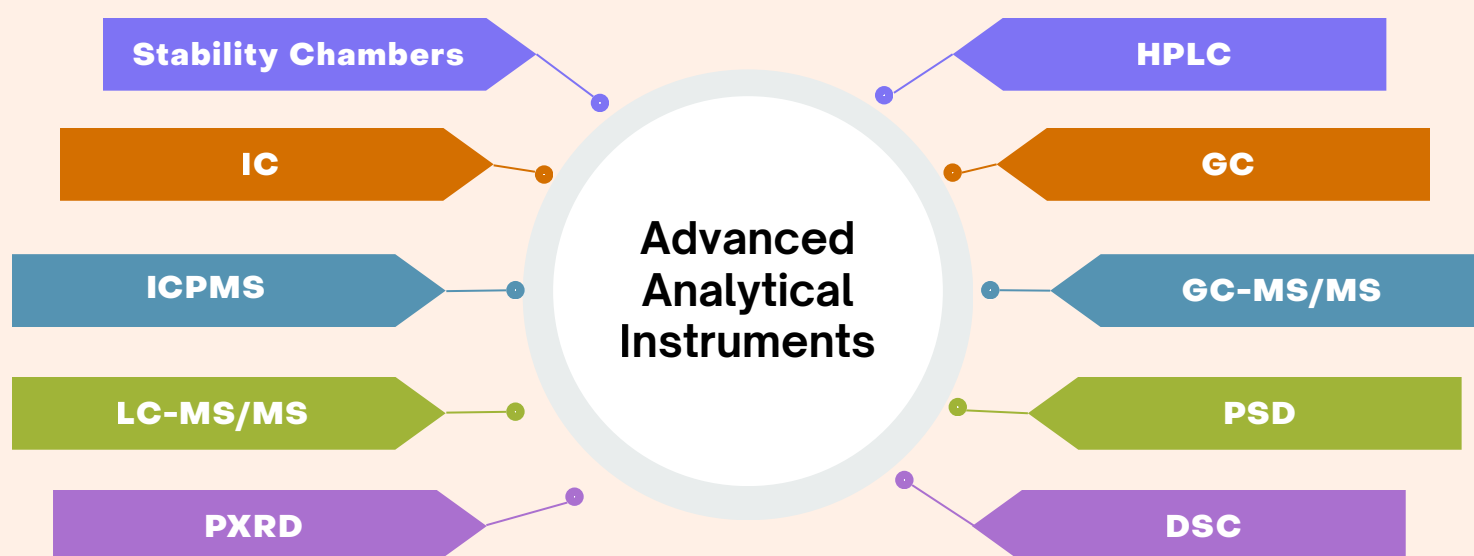 Stability Chambers
HPLC
IC
GC
Advanced
Analytical
Instruments
ICPMS
GC-MS/MS
LC-MS/MS
PSD
PXRD
DSC